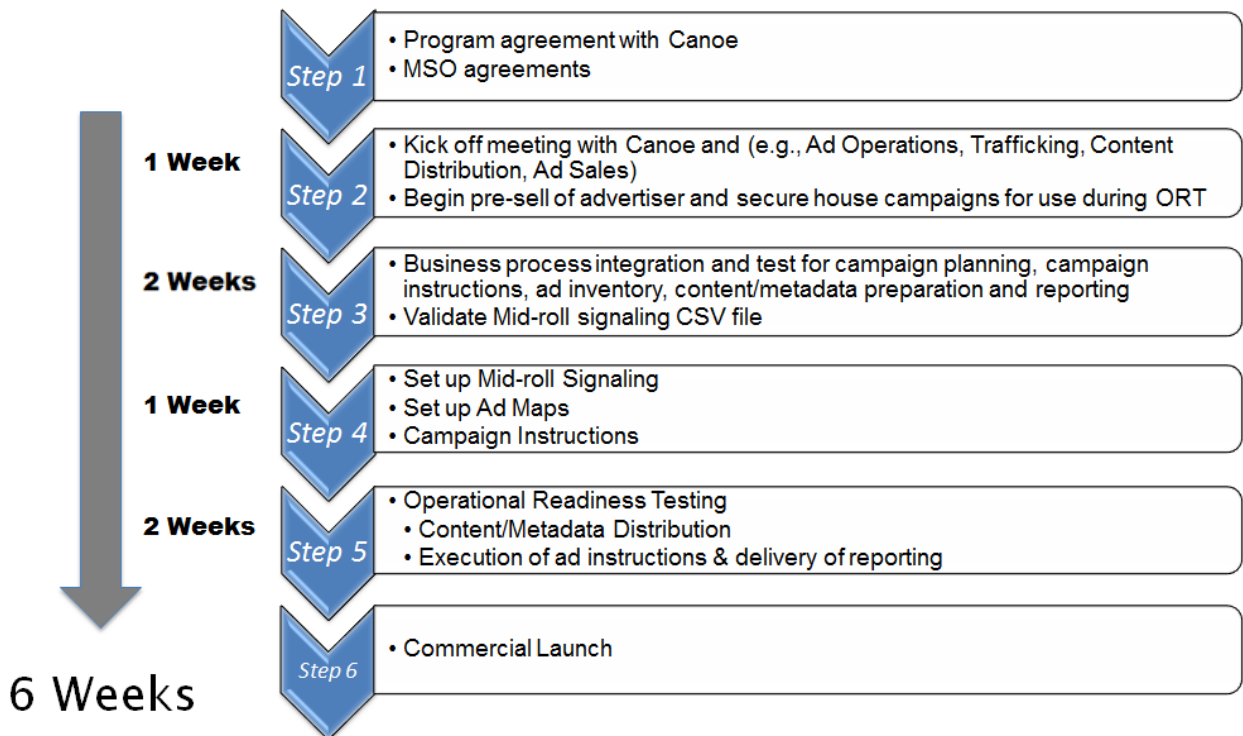 Step 1
• Program agreement with Canoe
• MSO agreements
1 Week
Step 2
• Kick off meeting with Canoe and (e.g., Ad Operations, Trafficking, Content
Distribution, Ad Sales)
• Begin pre-sell of advertiser and secure house campaigns for use during ORT
2 Weeks
Step 3
• Business process integration and test for campaign planning, campaign
instructions, ad inventory, content/metadata preparation and reporting
• Validate Mid-roll signaling CSV file
1 Week
Step 4
• Set up Mid-roll Signaling
• Set up Ad Maps
• Campaign Instructions
2 Weeks
Step 5
• Operational Readiness Testing
• Content/Metadata Distribution
• Execution of ad instructions & delivery of reporting
Step 6
• Commercial Launch
6 Weeks